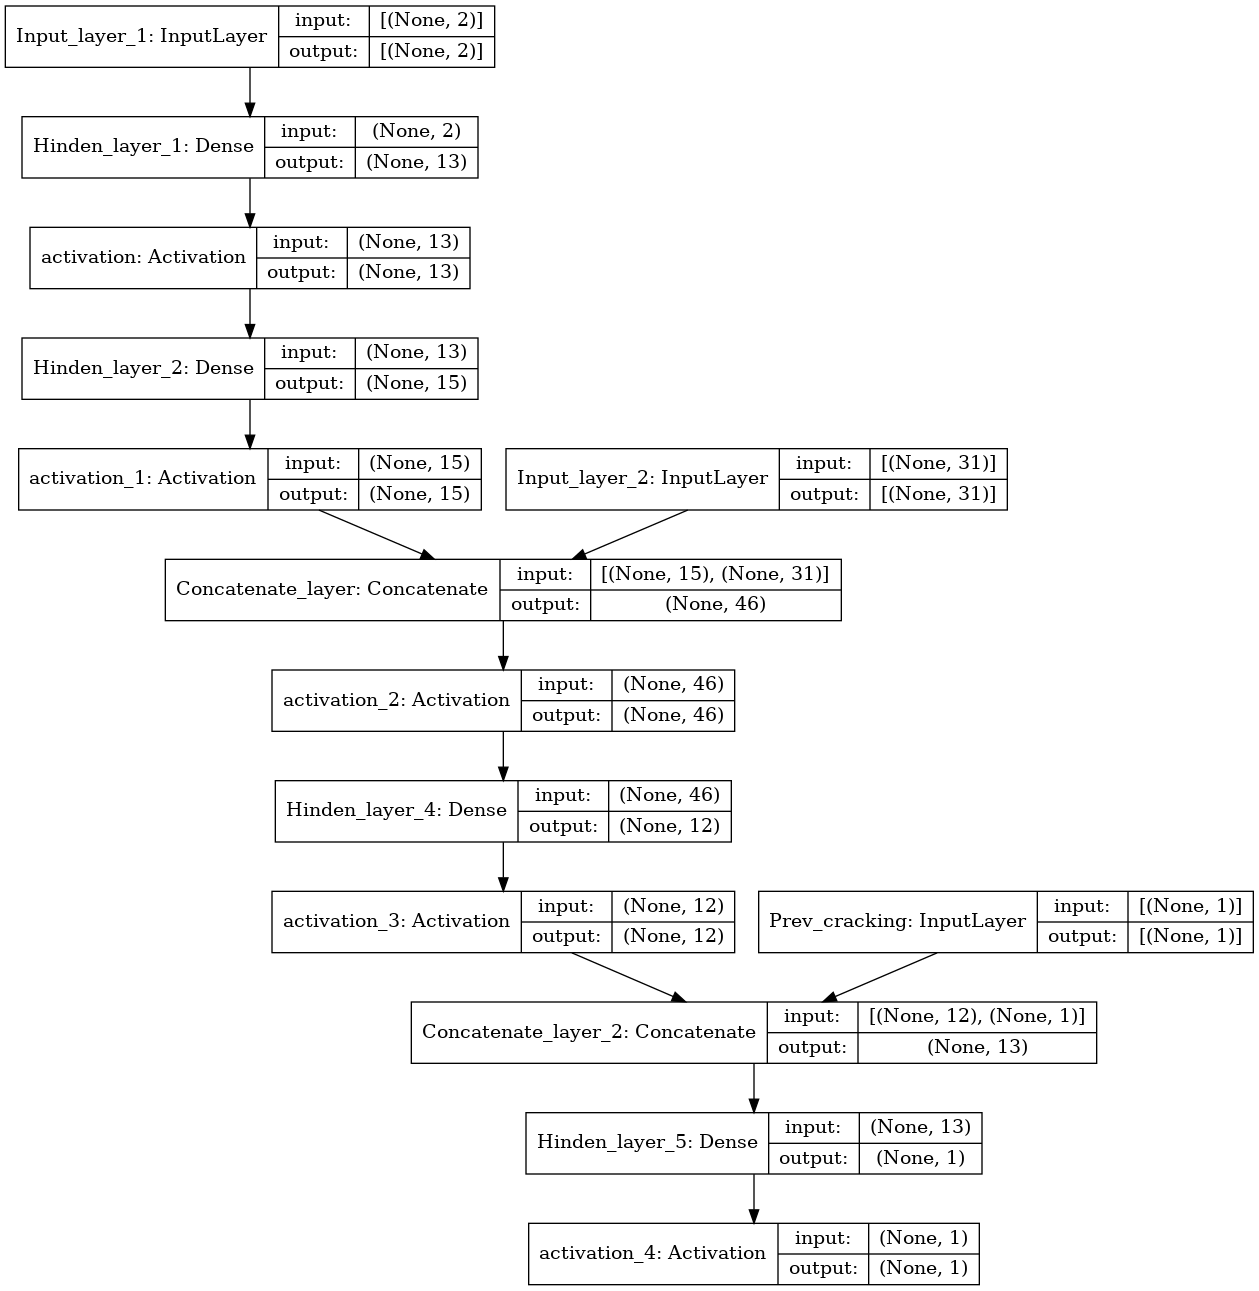 Input_layer_1: InputLayer
input: [(None, 2)]
output: [(None, 2)]
Hinden_layer_1: Dense
input: (None, 2)
output: (None, 13)
activation: Activation
input: (None, 13)
output: (None, 13)
Hinden_layer_2: Dense
input: (None, 13)
output: (None, 15)
activation_1: Activation
input: (None, 15)
output: (None, 15)
Input_layer_2: InputLayer
input: [(None, 31)]
output: [(None, 31)]
Concatenate_layer: Concatenate
input: [(None, 15), (None, 31)]
output: (None, 46)
activation_2: Activation
input: (None, 46)
output: (None, 46)
Hinden_layer_4: Dense
input: (None, 46)
output: (None, 12)
activation_3: Activation
input: (None, 12)
output: (None, 12)
Prev_cracking: InputLayer
input: [(None, 1)]
output: [(None, 1)]
Concatenate_layer_2: Concatenate
input: [(None, 12), (None, 1)]
output: (None, 13)
Hinden_layer_5: Dense
input: (None, 13)
output: (None, 1)
activation_4: Activation
input: (None, 1)
output: (None, 1)